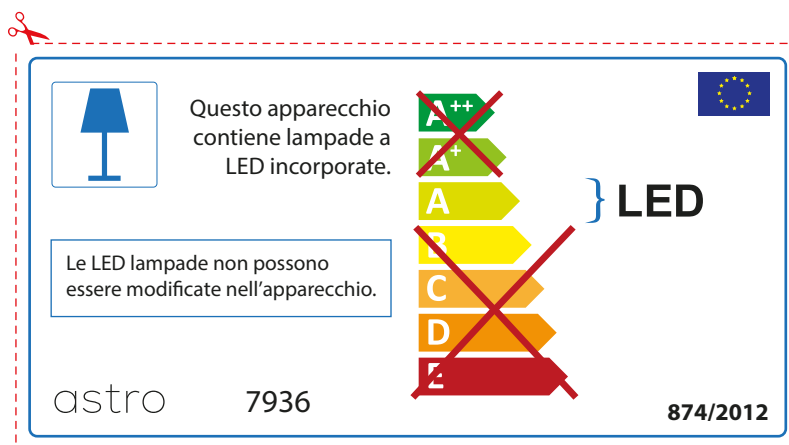 Questo apparecchio
contiene lampade a
LED incorporate.
A++
A+
A
B
C
D
E
LED
Le LED lampade non possono
essere modificate nell'apparecchio.
astro
7936
874/2012